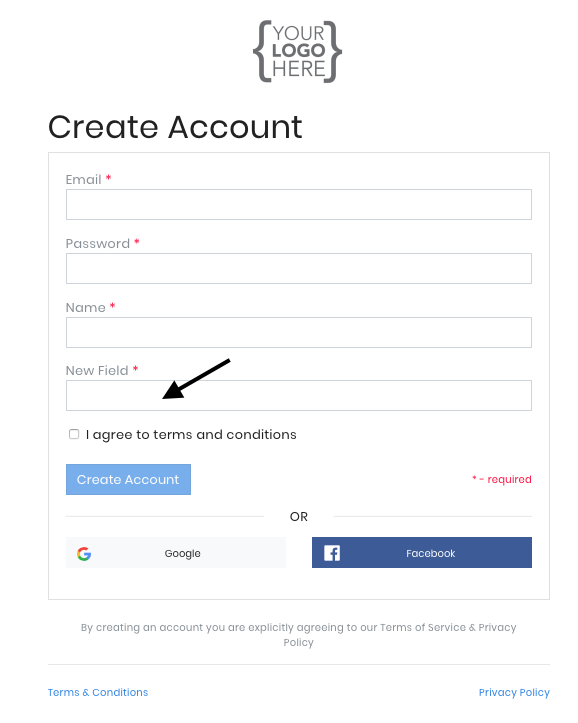 YOUR
LOGO
HERE
Create Account
Email *
Password *
Name *
New Field *
I agree to terms and conditions
Create Account
* - required
OR
Google
Facebook
By creating an account you are explicitly agreeing to our Terms of Service & Privacy
Policy
Terms & Conditions
Privacy Policy